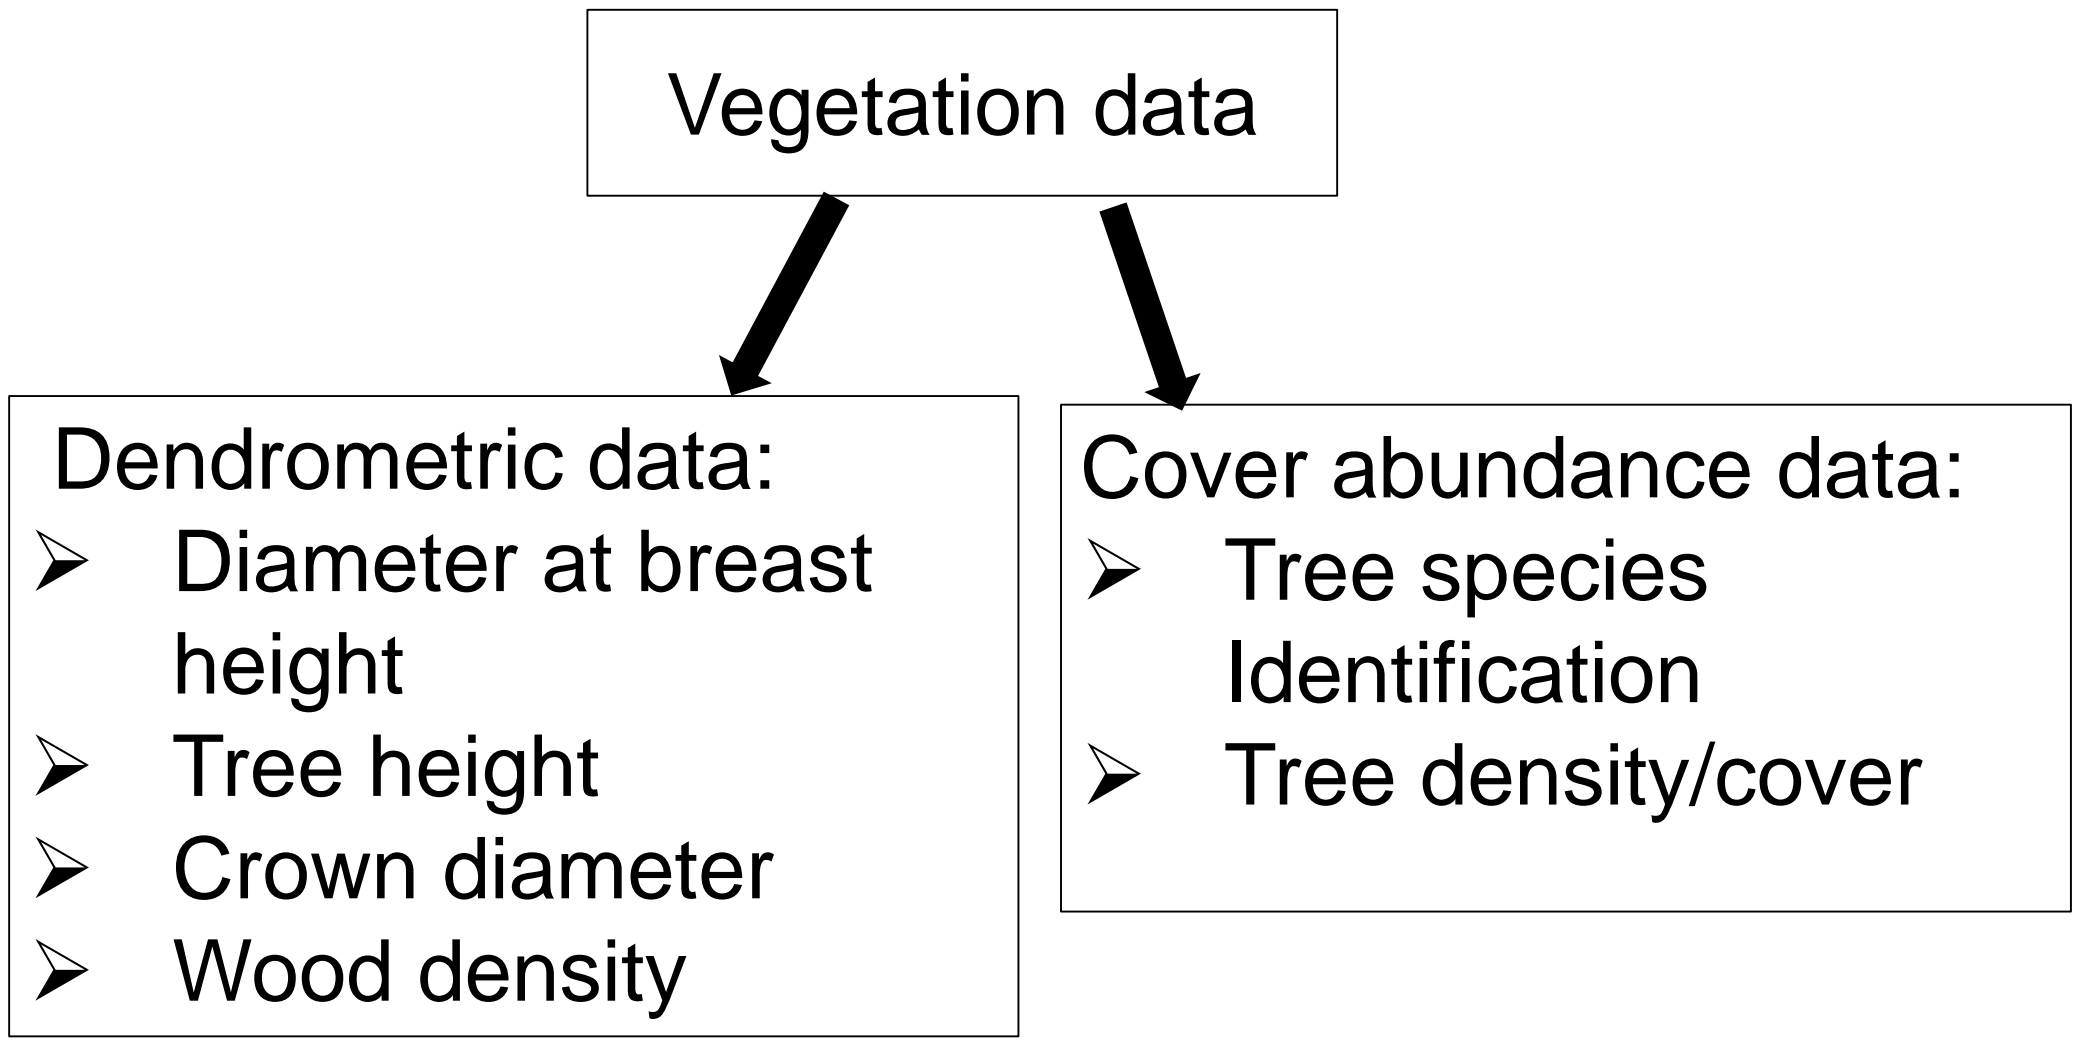 Vegetation data
Dendrometric data:
Diameter at breast
height
Tree height
Crown diameter
Wood density
Cover abundance data:
Tree species
Identification
Tree density/cover